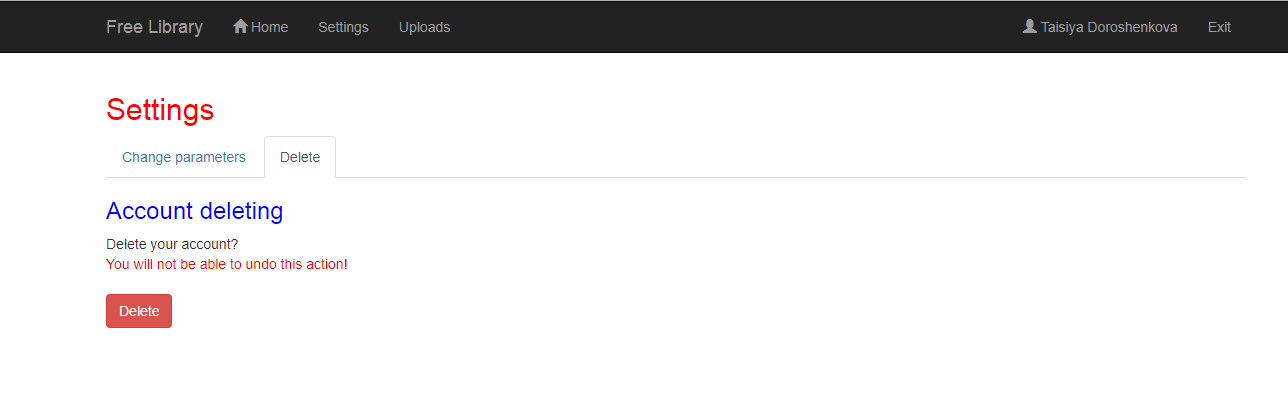 Free Library Home Settings Uploads Taisiya Doroshenkova Exit
Settings
Change parameters Delete
Account deleting
Delete your account?
You will not be able to undo this action!
Delete